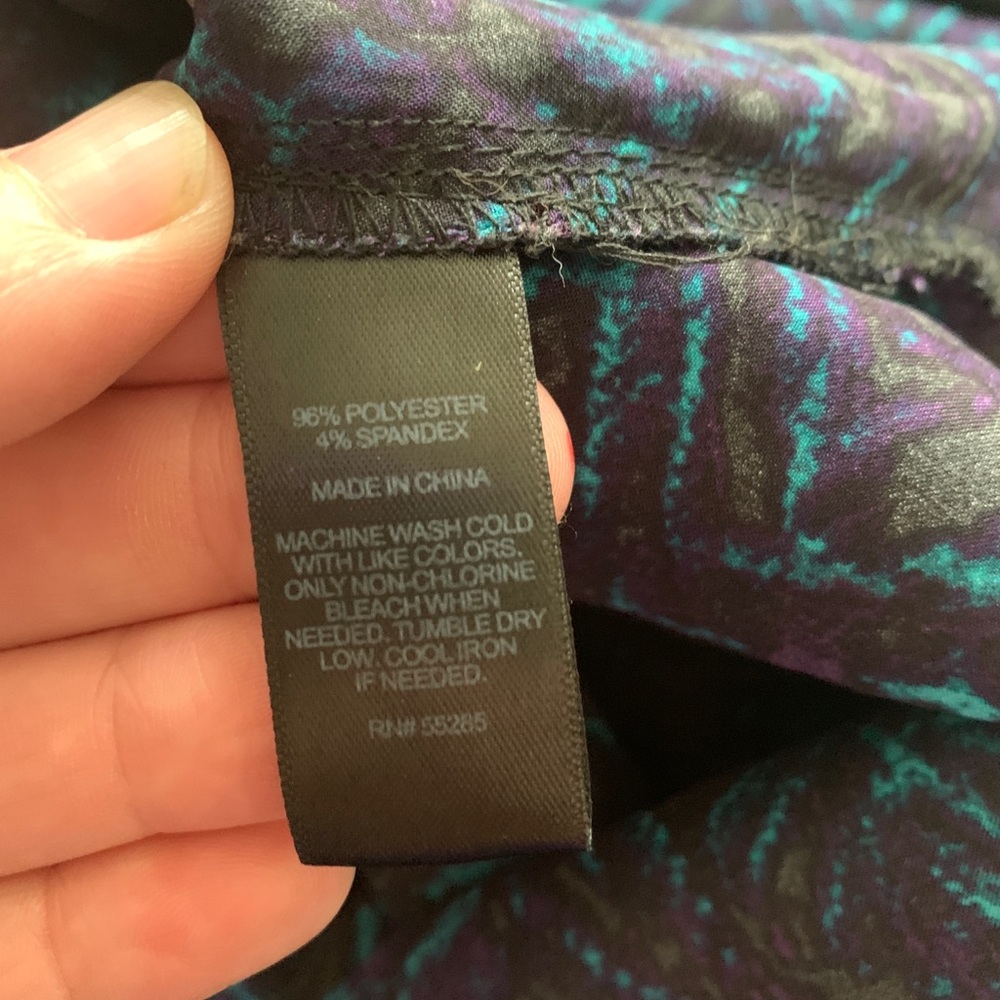 96% POLYESTER
4% SPANDEX
MADE IN CHINA
MACHINE WASH COLD
WITH LIKE COLORS.
ONLY NON-CHLORINE
BLEACH WHEN
NEEDED. TUMBLE DRY
LOW. COOL IRON
IF NEEDED.
RN# 55285